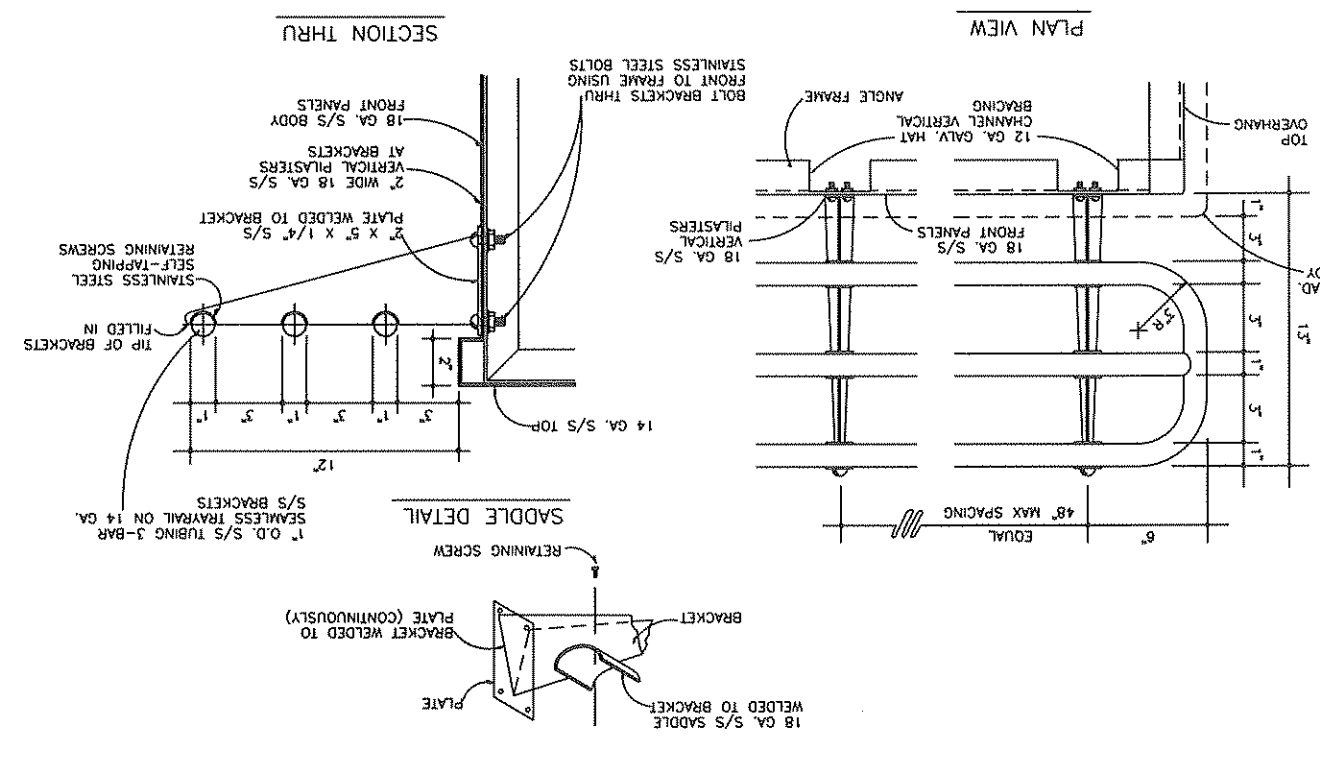 18 GA. S/S SADDLE
WELDED TO BRACKET
PLATE
BRACKET
BRACKET WELDED TO
PLATE (CONTINUOUSLY)
RETAINING SCREW
SADDLE DETAIL
6"
EQUAL
48" MAX SPACING
1"
3"
1"
3"
1"
3"
1"
13"
3"R
AD.
DY
TOP
OVERHANG
18 GA. S/S
FRONT PANELS
18 GA. S/S
VERTICAL
PILASTERS
12 GA. GALV. HAT
CHANNEL VERTICAL
BRACING
ANGLE FRAME
PLAN VIEW
1" O.D. S/S TUBING 3-BAR
SEAMLESS TRAYRAIL ON 14 GA.
S/S BRACKETS
12"
14 GA. S/S TOP
3"
1"
3"
1"
3"
1"
2"
TIP OF BRACKETS
FILLED IN
STAINLESS STEEL
SELF-TAPPING
RETAINING SCREWS
2" X 5" X 1/4" S/S
PLATE WELDED TO BRACKET
2" WIDE 18 GA. S/S
VERTICAL PILASTERS
AT BRACKETS
18 GA. S/S BODY
FRONT PANELS
BOLT BRACKETS THRU
FRONT TO FRAME USING
STAINLESS STEEL BOLTS
SECTION THRU